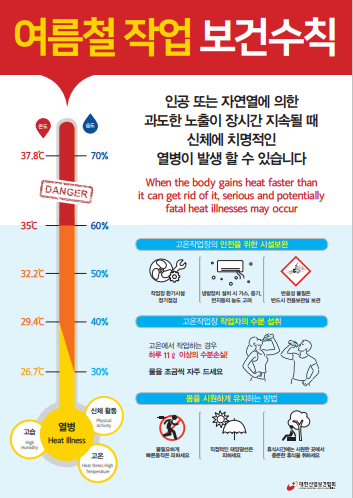 여름철 작업 보건수칙
온도
습도
인공 또는 자연열에 의한
과도한 노출이 장시간 지속될 때
신체에 치명적인
열병이 발생 할 수 있습니다
When the body gains heat faster than
it can get rid of it, serious and potentially
fatal heat illnesses may occur
37.8℃ 70%
DANGER
35℃ 60%
32.2℃ 50%
29.4℃ 40%
26.7℃ 30%
고온작업장의 안전을 위한 시설보완
작업장 환기시설
정기점검
냉방장치 설치 시 가스, 증기,
먼지등의 농도 고려
반응성 물질은
반드시 전용보관실 보관
고온작업장 작업자의 수분 섭취
고온에서 작업하는 경우
하루 11ℓ 이상의 수분손실!
물을 조금씩 자주 드세요
몸을 시원하게 유지하는 방법
불필요하게
빠른동작은 피하세요
직접적인 태양광선은
피하세요
휴식시간에는 시원한 곳에서
충분한 휴식을 취하세요
열병
Heat illness
신체 활동
Physical
Activity
고습
High
Humidity
고온
Heat Stress High
Temperature
대한산업보건협회